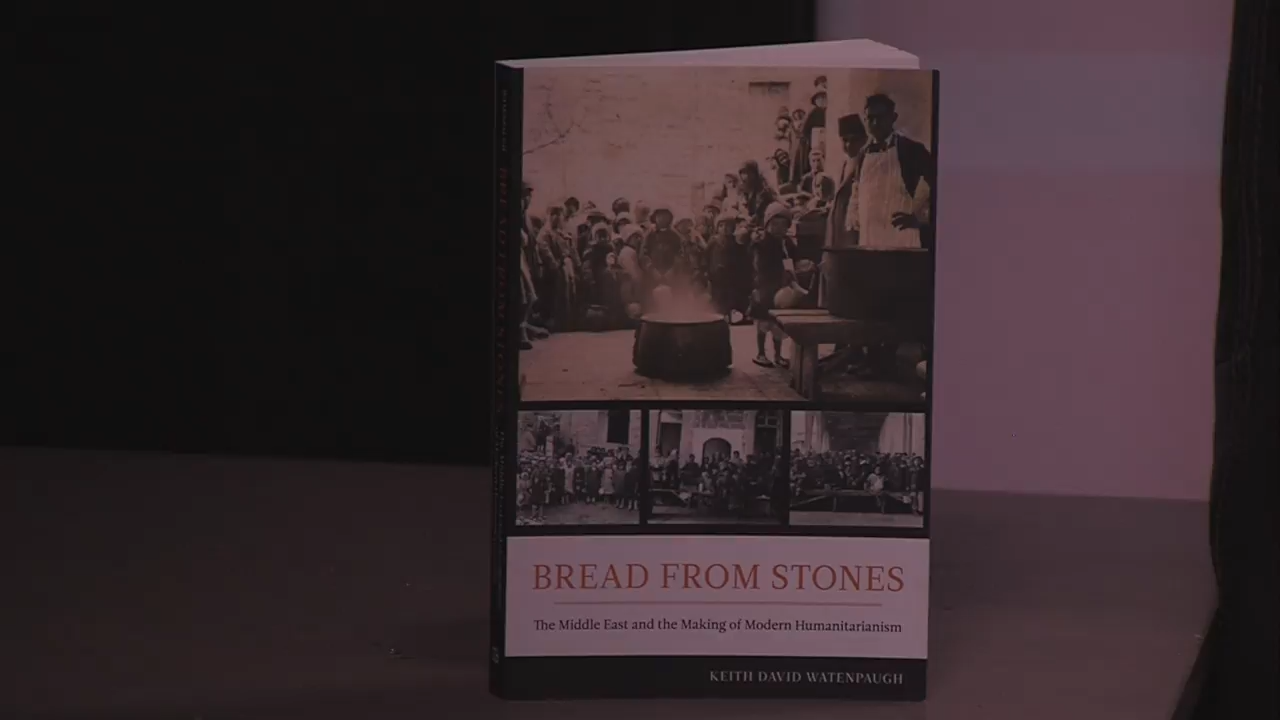 BREAD FROM STONES
The Middle East and the Making of Modern Humanitarianism
KEITH DAVID WATENPAUGH